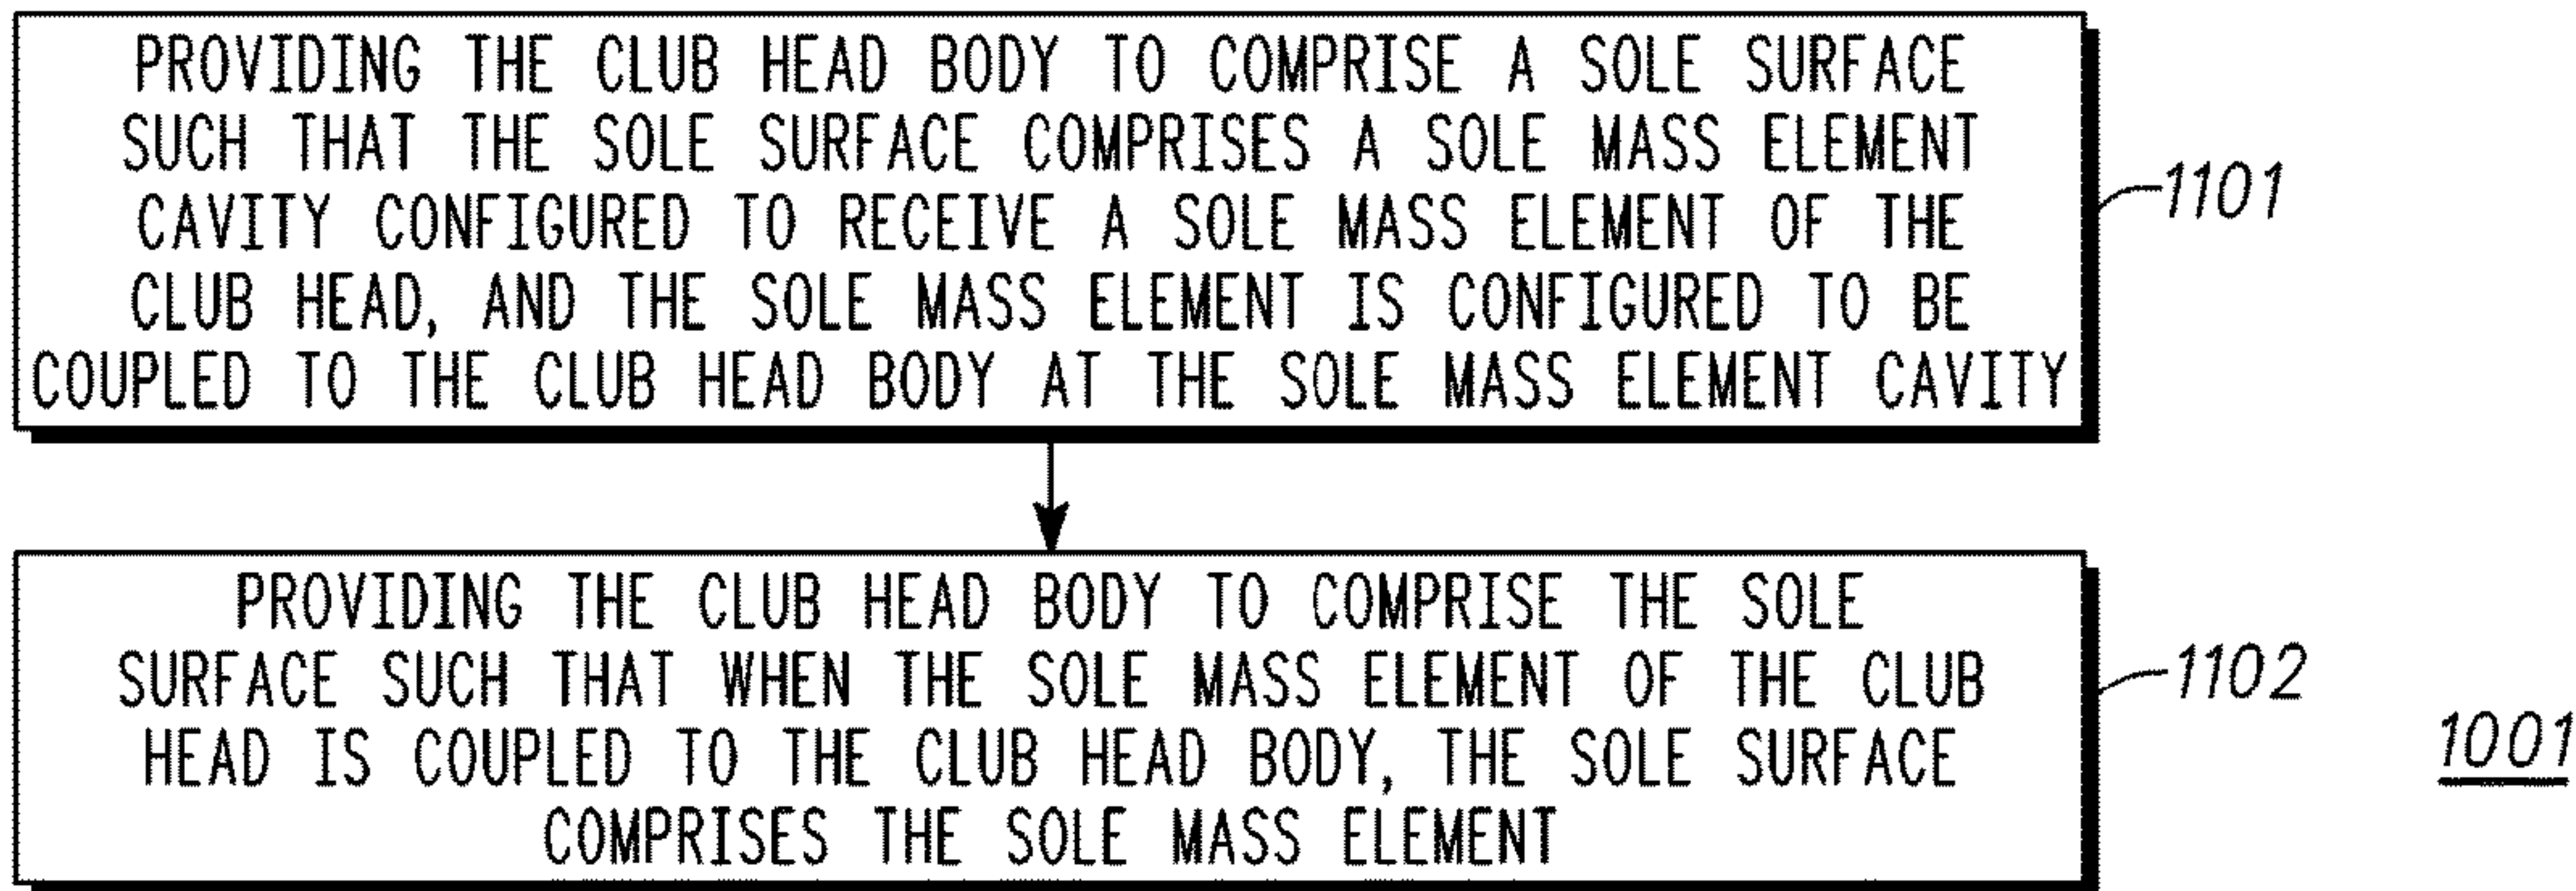 PROVIDING THE CLUB HEAD BODY TO COMPRISE A SOLE SURFACE
SUCH THAT THE SOLE SURFACE COMPRISES A SOLE MASS ELEMENT
CAVITY CONFIGURED TO RECEIVE A SOLE MASS ELEMENT OF THE
CLUB HEAD, AND THE SOLE MASS ELEMENT IS CONFIGURED TO BE
COUPLED TO THE CLUB HEAD BODY AT THE SOLE MASS ELEMENT CAVITY
1101
PROVIDING THE CLUB HEAD BODY TO COMPRISE THE SOLE
SURFACE SUCH THAT WHEN THE SOLE MASS ELEMENT OF THE CLUB
HEAD IS COUPLED TO THE CLUB HEAD BODY, THE SOLE SURFACE
COMPRISES THE SOLE MASS ELEMENT
1102
1001